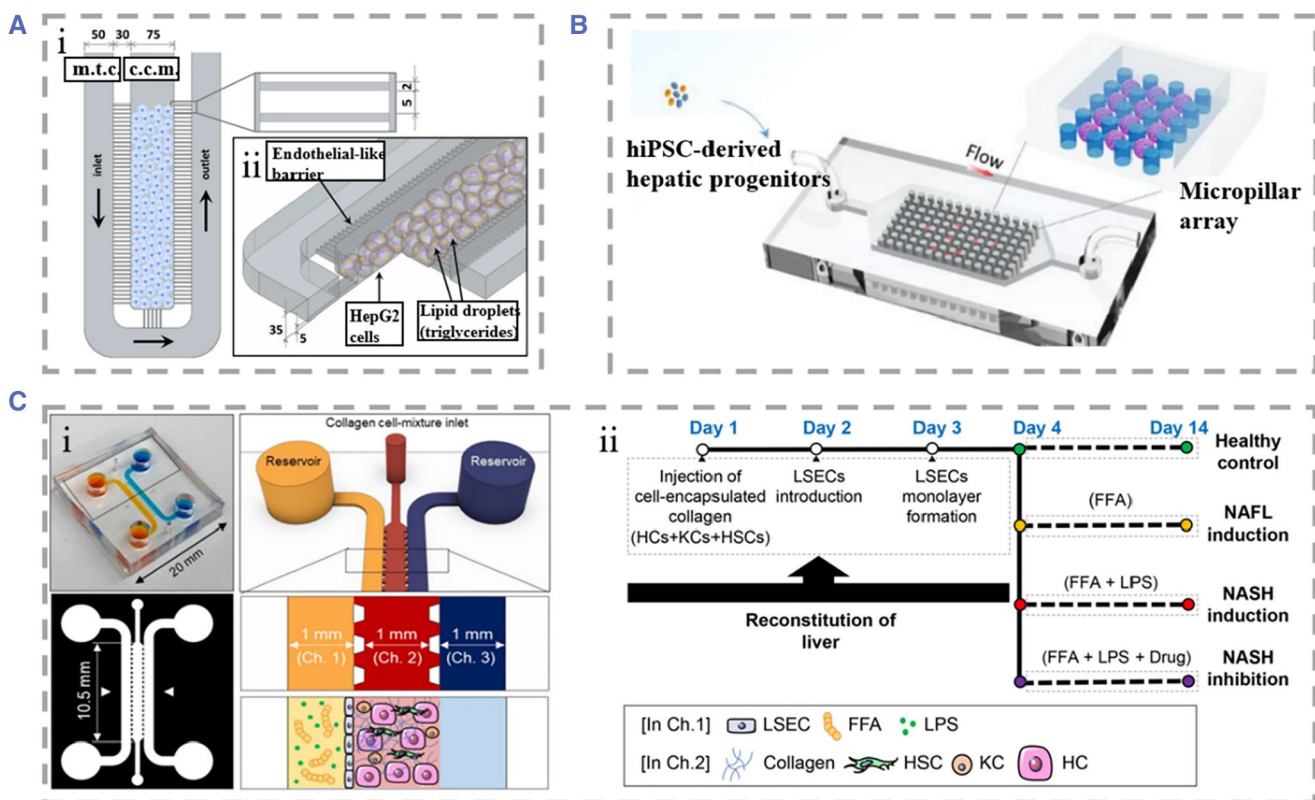 A
i
50 30 75
m.t.c. c.c.m.
inlet
outlet
2
5
ii
Endothelial-like
barrier
HepG2
cells
Lipid droplets
(triglycerides)
35
5
B
hiPSC-derived
hepatic progenitors
Flow
Micropillar
array
C
i
20 mm
Collagen cell-mixture inlet
Reservoir
Reservoir
10.5 mm
1 mm
(Ch. 1)
1 mm
(Ch. 2)
1 mm
(Ch. 3)
ii
Day 1 Day 2 Day 3 Day 4 Day 14
Injection of
cell-encapsulated
collagen
(HCs+KCs+HSCs)
LSECs
introduction
LSECs
monolayer
formation
Reconstitution of
liver
Healthy
control
(FFA)
NAFL
induction
(FFA + LPS)
NASH
induction
(FFA + LPS + Drug)
NASH
inhibition
[In Ch.1] LSEC FFA LPS
[In Ch.2] Collagen HSC KC HC